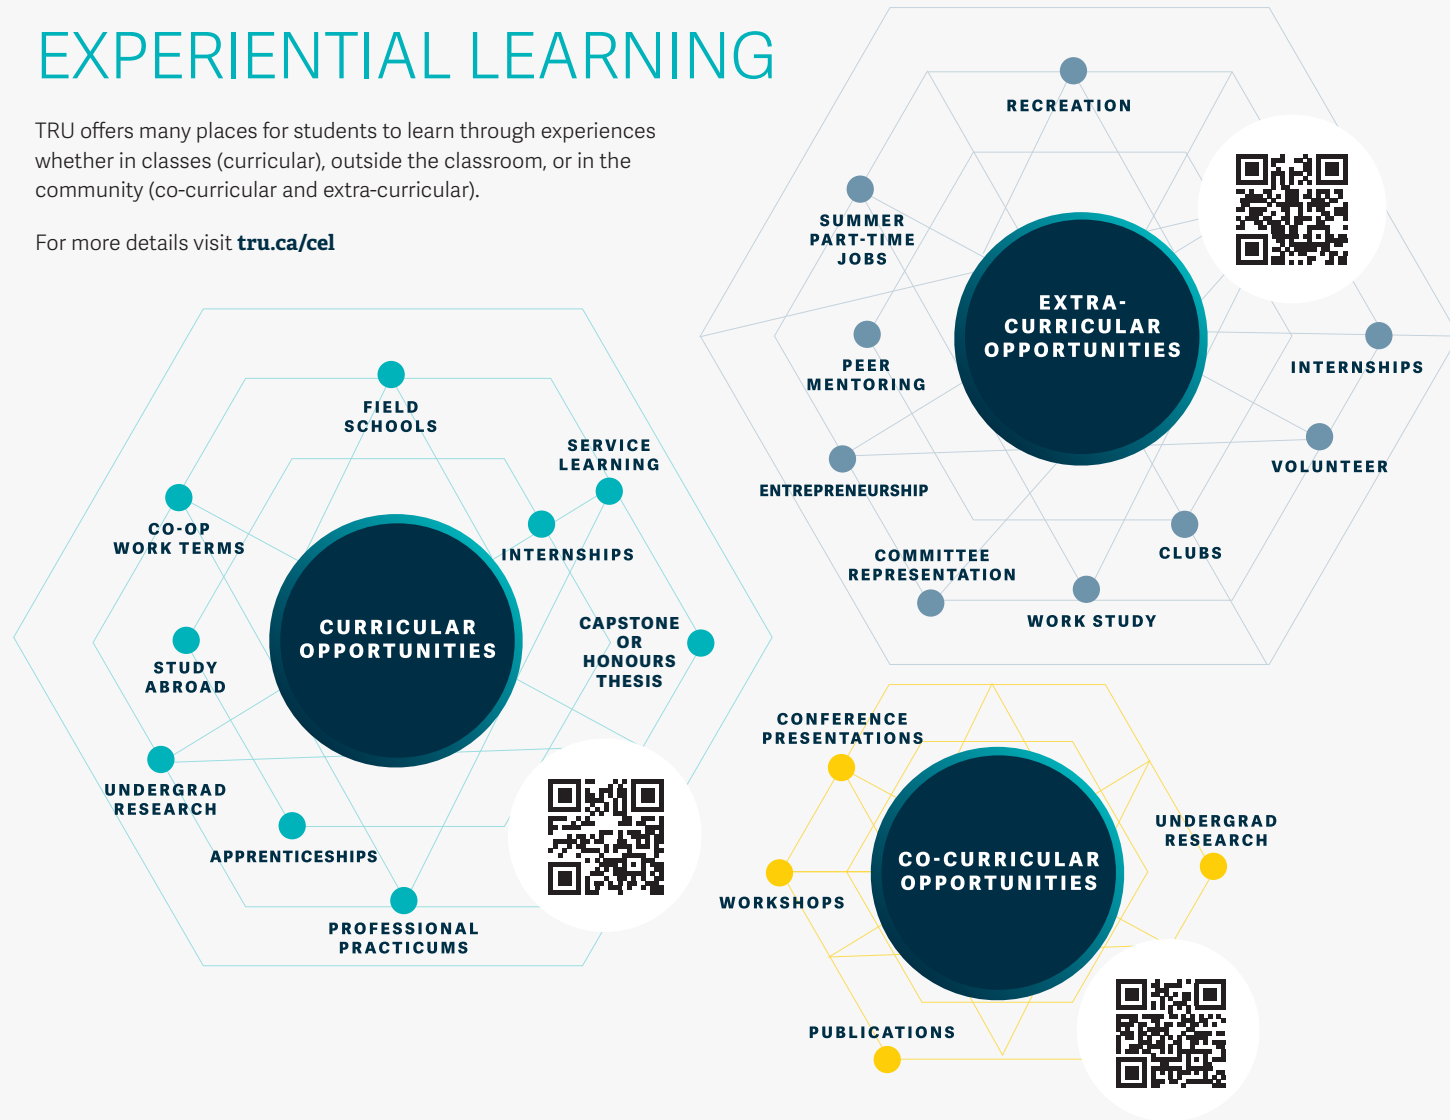 EXPERIENTIAL LEARNING
TRU offers many places for students to learn through experiences
whether in classes (curricular), outside the classroom, or in the
community (co-curricular and extra-curricular).
For more details visit tru.ca/cel
RECREATION
SUMMER
PART-TIME
JOBS
EXTRA-
CURRICULAR
OPPORTUNITIES
PEER
MENTORING
INTERNSHIPS
ENTREPRENEURSHIP
VOLUNTEER
COMMITTEE
REPRESENTATION
CLUBS
WORK STUDY
FIELD
SCHOOLS
SERVICE
LEARNING
CO-OP
WORK TERMS
INTERNSHIPS
CURRICULAR
OPPORTUNITIES
CAPSTONE
OR
HONOURS
THESIS
STUDY
ABROAD
UNDERGRAD
RESEARCH
APPRENTICESHIPS
PROFESSIONAL
PRACTICUMS
CONFERENCE
PRESENTATIONS
UNDERGRAD
RESEARCH
CO-CURRICULAR
OPPORTUNITIES
WORKSHOPS
PUBLICATIONS